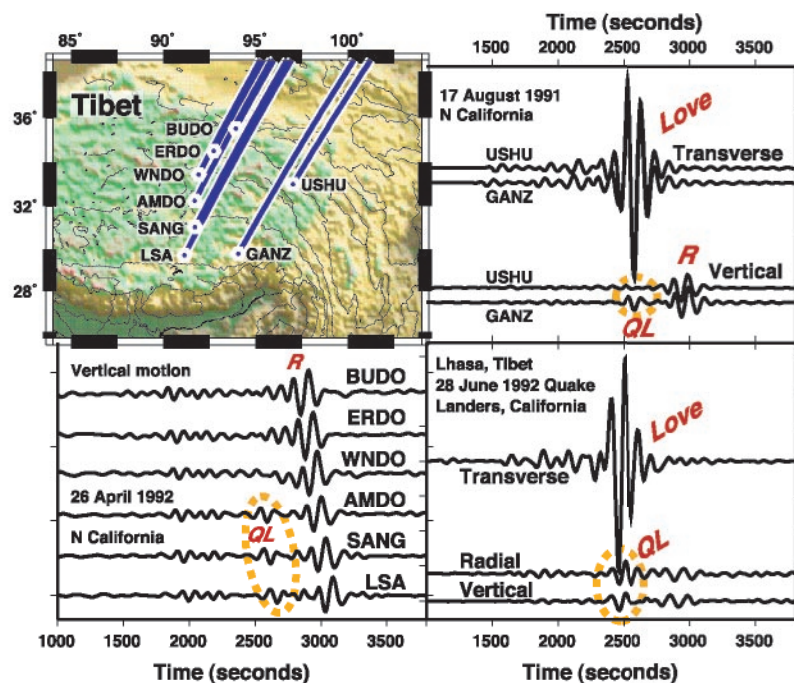 85° 90° 95° 100°
36°
32°
28°
Tibet
BUDO
ERDO
WNDO
AMDO
SANG
LSA
USHU
GANZ
Time (seconds)
1500 2000 2500 3000
17 August 1991
N California
Love
USHU
Transverse
GANZ
R
USHU
Vertical
GANZ
QL
Vertical motion
R
BUDO
ERDO
WNDO
26 April 1992
AMDO
QL
N California
SANG
LSA
1000 1500 2000 2500 3000
Time (seconds)
Lhasa, Tibet
28 June 1992 Quake
Landers, California
Love
Transverse
QL
Radial
Vertical
1500 2000 2500 3000
Time (seconds)